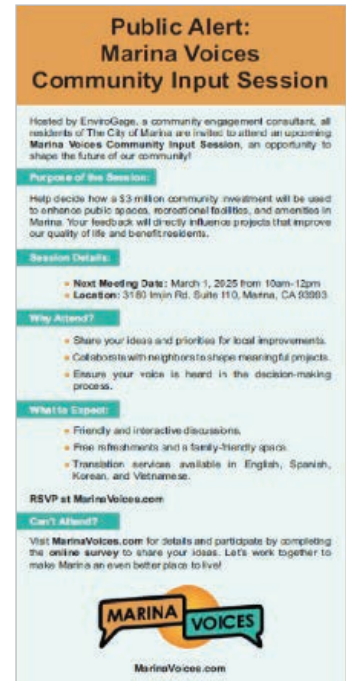 Public Alert:
Marina Voices
Community Input Session
Hosted by EnviroGage, a community engagement consultant, all
residents of The City of Marina are invited to attend an upcoming
Marina Voices Community Input Session, an opportunity to
shape the future of our community!
Purpose of the Session:
Help decide how a $3 million community investment will be used
to enhance public spaces, recreational facilities, and amenities in
Marina. Your feedback will directly influence projects that improve
our quality of life and benefit residents.
Session Details:
• Next Meeting Date: March 1, 2025 from 10am-12pm
• Location: 3180 Imjin Rd. Suite 110, Marina, CA 93993
Why Attend?
• Share your ideas and priorities for local improvements.
• Collaborate with neighbors to shape meaningful projects.
• Ensure your voice is heard in the decision-making
process.
What to Expect:
• Friendly and interactive discussions.
• Free refreshments and a family-friendly space.
• Translation services available in English, Spanish,
Korean, and Vietnamese.
RSVP at MarinaVoices.com
Can't Attend?
Visit MarinaVoices.com for details and participate by completing
the online survey to share your ideas. Let's work together to
make Marina an even better place to live!
MARINA
VOICES
MarinaVoices.com